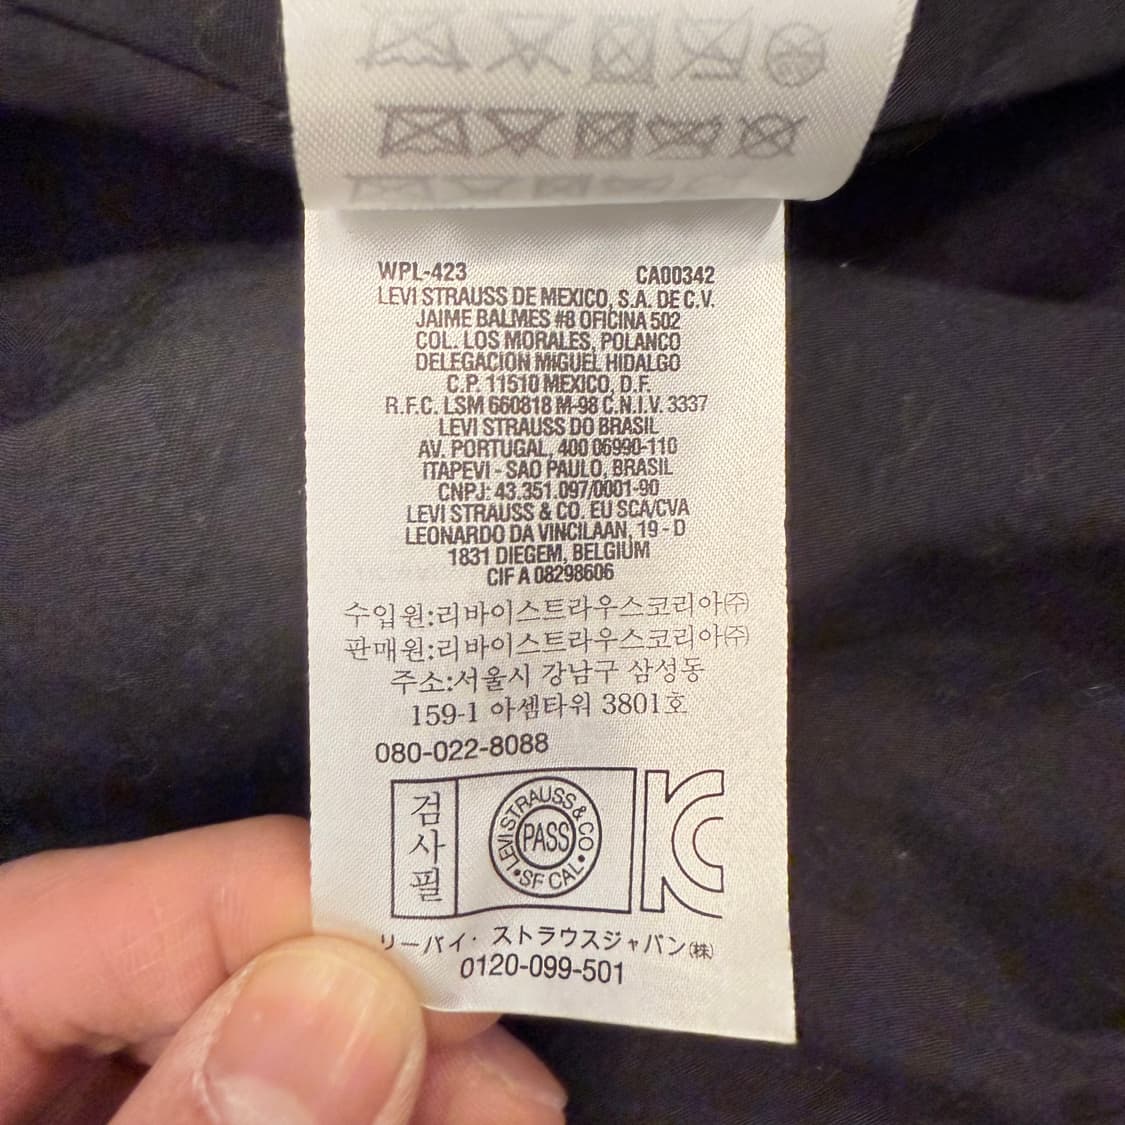 WPL-423 CA00342
LEVI STRAUSS DE MEXICO, S.A. DE C.V.
JAIME BALMES #8 OFICINA 502
COL. LOS MORALES, POLANCO
DELEGACION MIGUEL HIDALGO
C.P. 11510 MEXICO, D.F.
R.F.C. LSM 660818 M-98 C.N.I.V. 3337
LEVI STRAUSS DO BRASIL
AV. PORTUGAL, 400 06990-110
ITAPEVI - SAO PAULO, BRASIL
CNPJ: 43.351.097/0001-90
LEVI STRAUSS & CO. EU SCA/CVA
LEONARDO DA VINCILAAN, 19 - D
1831 DIEGEM, BELGIUM
CIF A 08298606
수입원:리바이스트라우스코리아㈜
판매원:리바이스트라우스코리아㈜
주소:서울시 강남구 삼성동
159-1 아셈타워 3801호
080-022-8088
검사필
LEVI STRAUSS & CO
PASS
• SF CAL •
KC
リーバイ・ストラウスジャパン㈱
0120-099-501